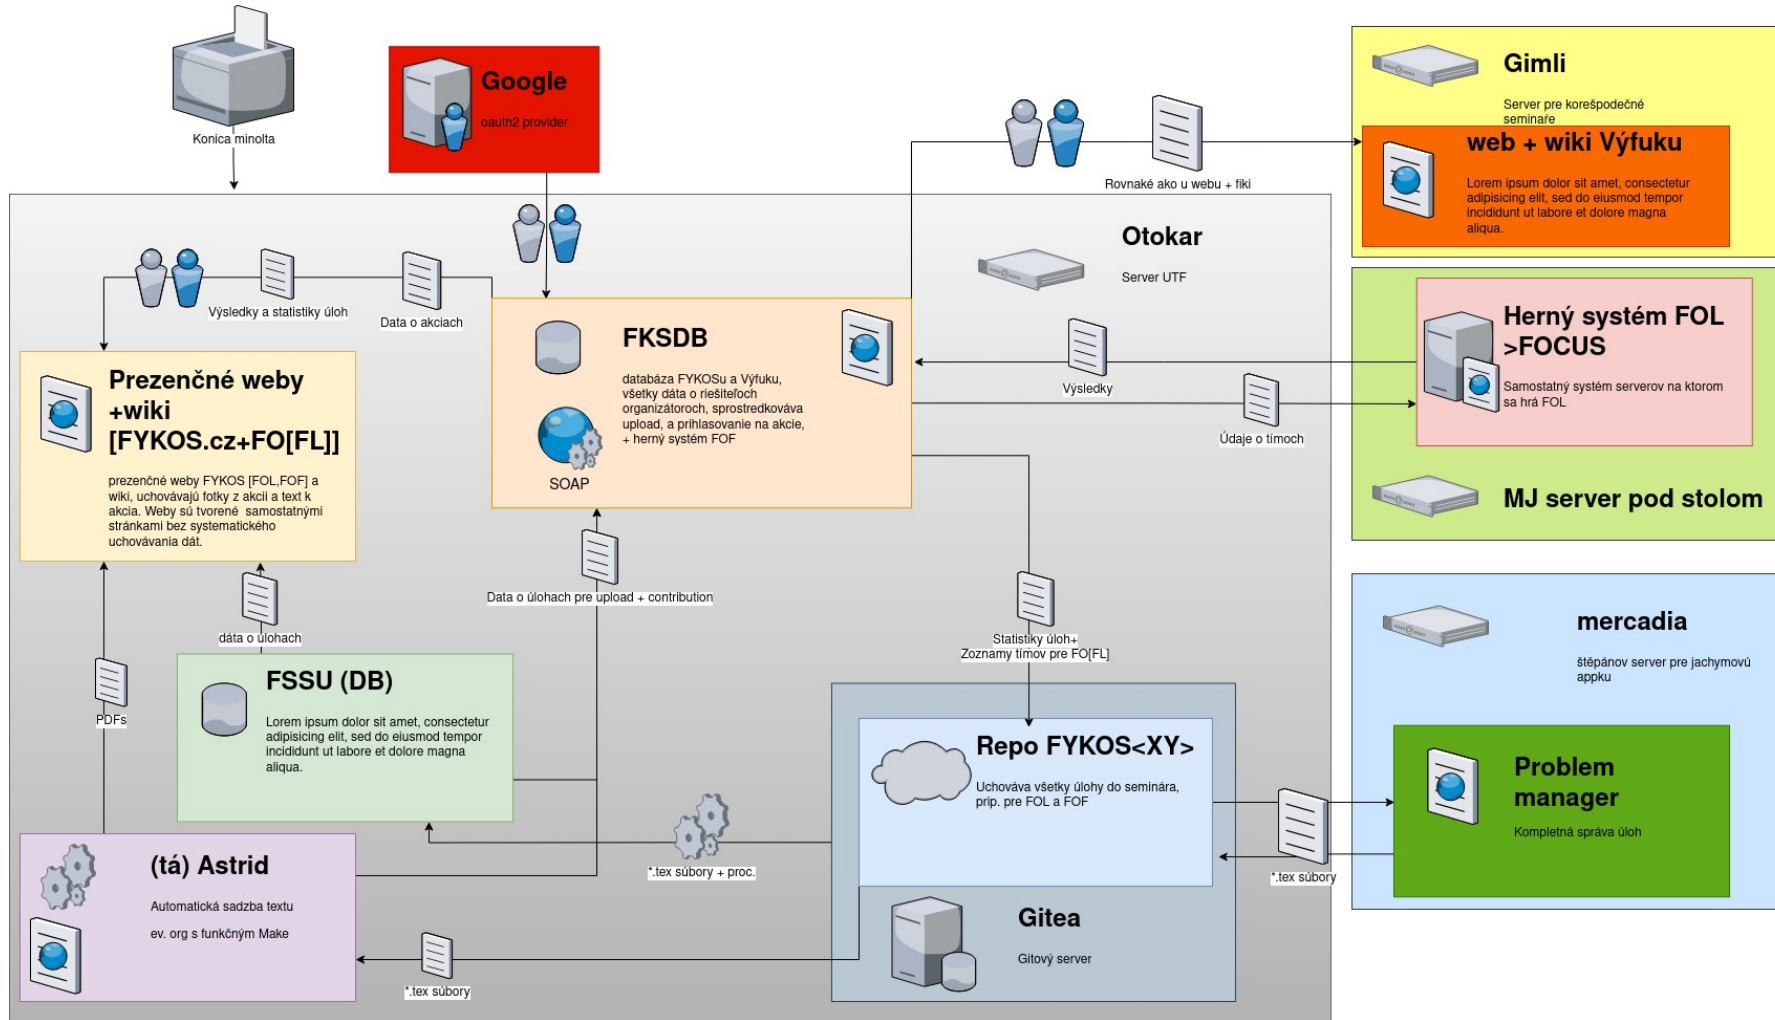 Konica minolta
Google
oauth2 provider
Rovnaké ako u webu + fiki
Gimli
Server pre korešpodečné
seminaře
web + wiki Výfuku
Lorem ipsum dolor sit amet, consectetur
adipisicing elit, sed do eiusmod tempor
incididunt ut labore et dolore magna
aliqua.
Otokar
Server UTF
Výsledky a statistiky úloh
Data o akciach
FKSDB
databáza FYKOSu a Výfuku,
všetky dáta o riešiteľoch
organizátoroch, sprostredkováva
upload, a prihlasovanie na akcie,
+ herný systém FOF
SOAP
Výsledky
Údaje o tímoch
Herný systém FOL
>FOCUS
Samostatný systém serverov na ktorom
sa hrá FOL
MJ server pod stolom
Prezenčné weby
+wiki
[FYKOS.cz+FO[FL]]
prezenčné weby FYKOS [FOL,FOF] a
wiki, uchovávajú fotky z akcii a text k
akcia. Weby sú tvorené samostatnými
stránkami bez systematického
uchovávania dát.
Data o úlohach pre upload + contribution
dáta o úlohach
PDFs
Statistiky úloh+
Zoznamy tímov pre FO[FL]
mercadia
štěpánov server pre jachymovú
appku
FSSU (DB)
Lorem ipsum dolor sit amet, consectetur
adipisicing elit, sed do eiusmod tempor
incididunt ut labore et dolore magna
aliqua.
Repo FYKOS<XY>
Uchováva všetky úlohy do seminára,
prip. pre FOL a FOF
Problem
manager
Kompletná správa úloh
*.tex súbory + proc.
*.tex súbory
(tá) Astrid
Automatická sadzba textu
ev. org s funkčným Make
Gitea
Gitový server
*.tex súbory